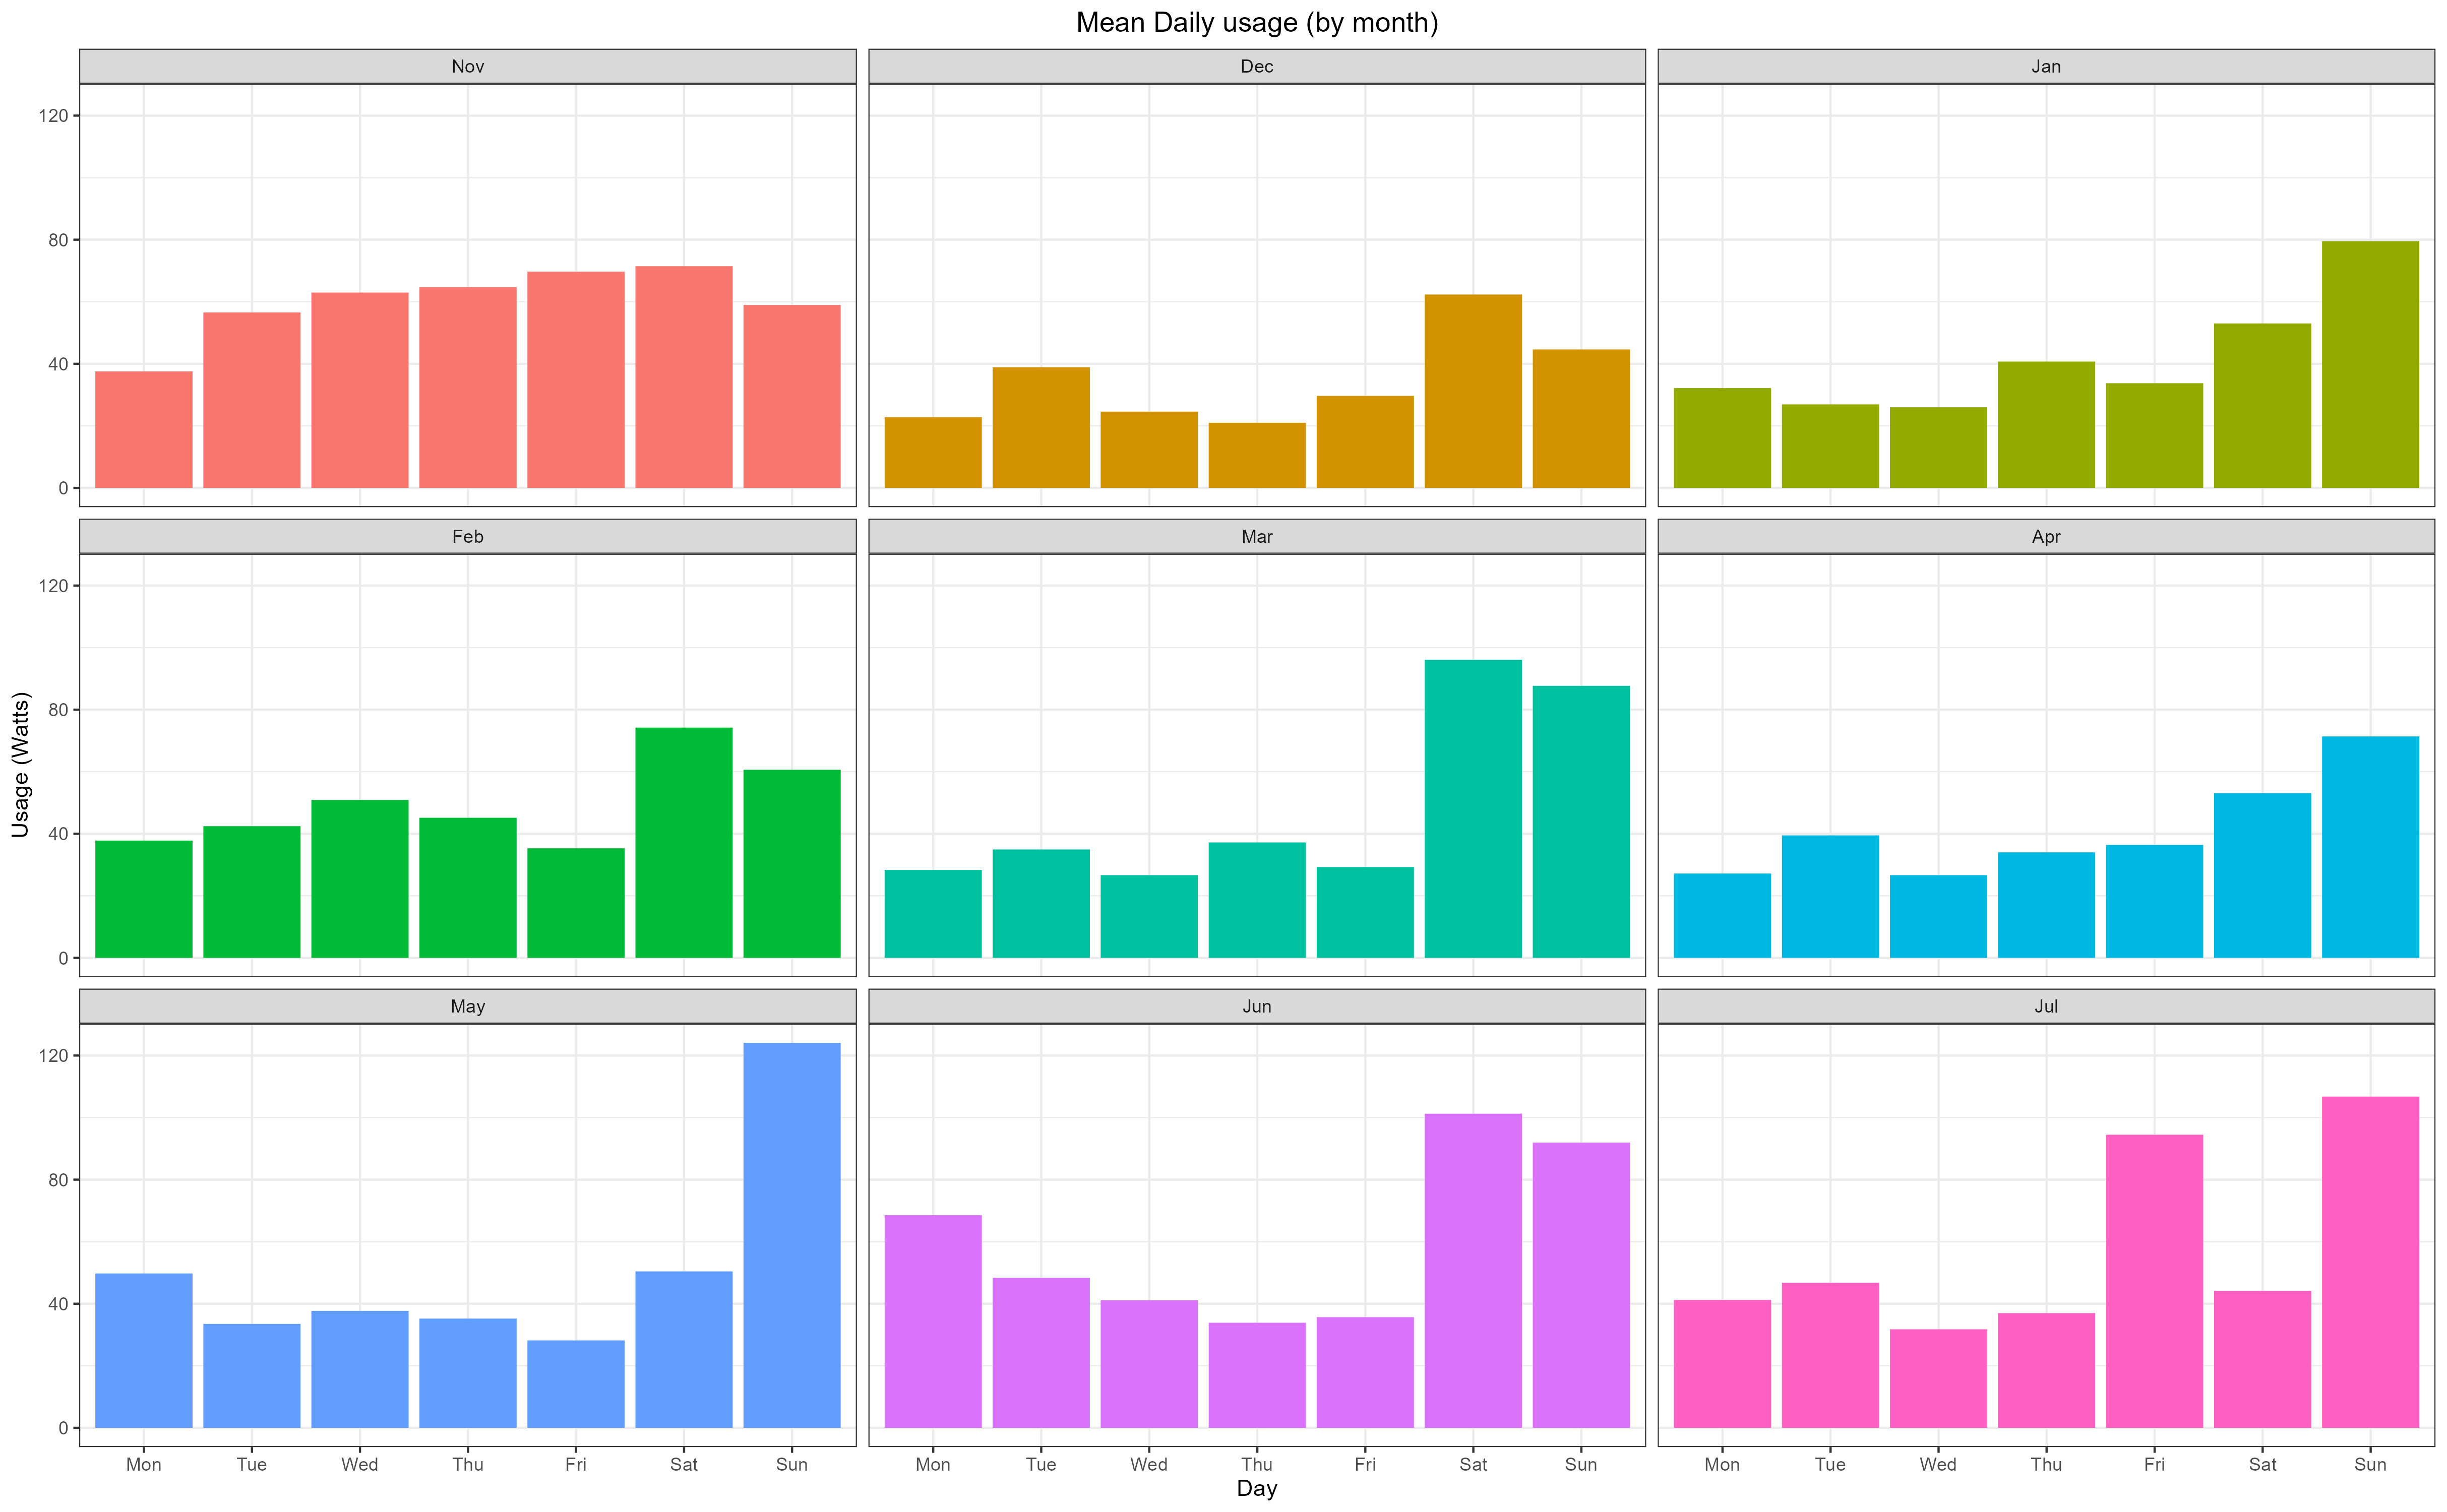 Mean Daily usage (by month)
Nov Dec Jan
120
80
40
0
Feb Mar Apr
120
80
40
0
Usage (Watts)
May Jun Jul
120
80
40
0
Mon Tue Wed Thu Fri Sat Sun Mon Tue Wed Thu Fri Sat Sun Mon Tue Wed Thu Fri Sat Sun
Day